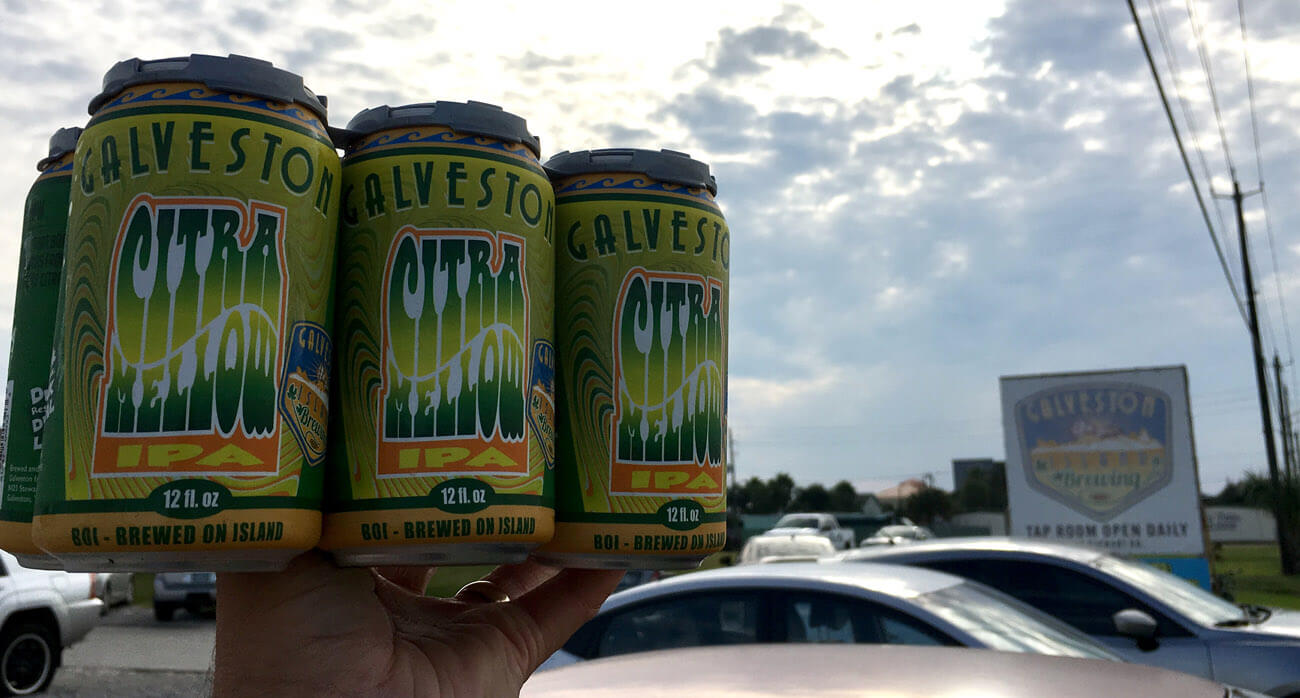 GALVESTON
CITRA
MELLOW
IPA
12 fl. oz
BOI - BREWED ON ISLAND
GALVESTON
CITRA
MELLOW
IPA
12 fl. oz
BOI - BREWED ON ISLAND
GALVESTO
CITRA
MELLOW
IPA
12 fl. oz
BOI - BREWED ON ISLAND
GALVESTON
ISLAND
Brewing
TAP ROOM OPEN DAILY